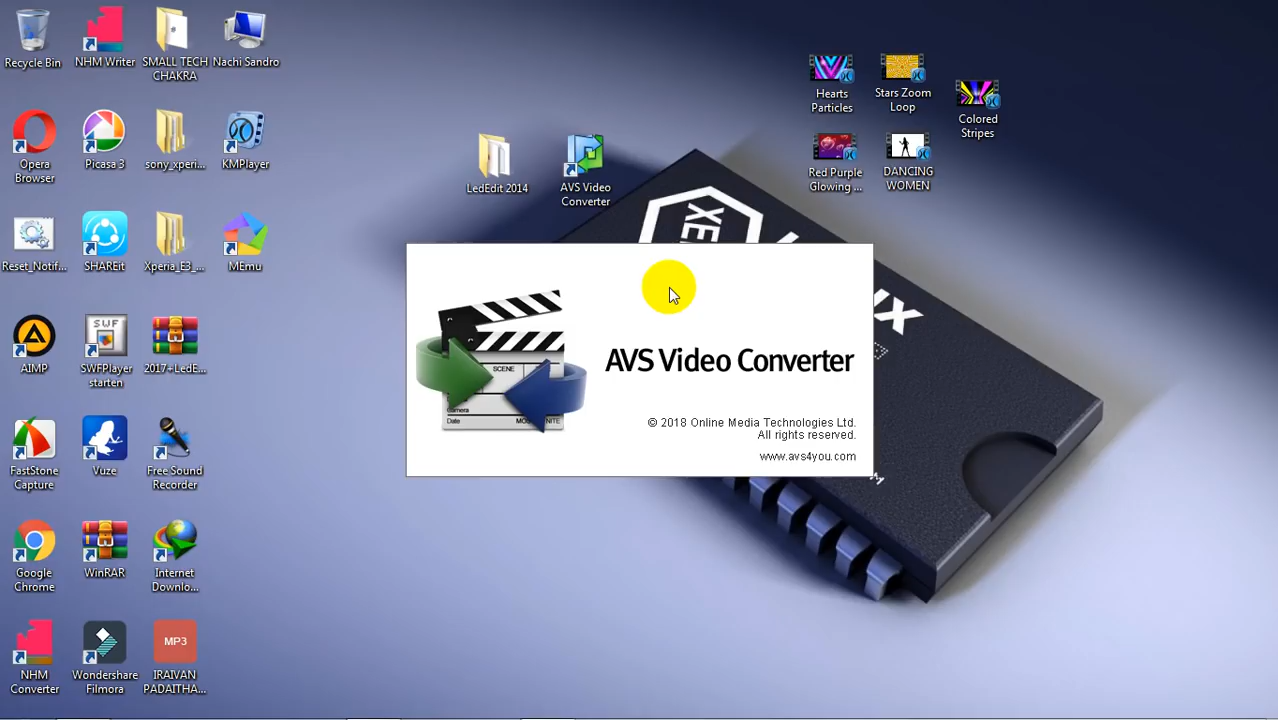 Recycle Bin
NHM Writer
SMALL TECH
CHAKRA
Nachi Sandro
Opera
Browser
Picasa 3
sony_xperi...
KMPlayer
Reset_Notif...
SHAREit
Xperia_E3_...
MEmu
AIMP
SWF
SWFPlayer
starten
2017+LedE...
FastStone
Capture
Vuze
Free Sound
Recorder
Google
Chrome
WinRAR
Internet
Downlo...
NHM
Converter
Wondershare
Filmora
MP3
IRAIVAN
PADAITHA...
LedEdit 2014
AVS Video
Converter
Hearts
Particles
Stars Zoom
Loop
Colored
Stripes
Red Purple
Glowing ...
DANCING
WOMEN
SCENE
Camera
Date
AVS Video Converter
© 2018 Online Media Technologies Ltd.
All rights reserved.
www.avs4you.com